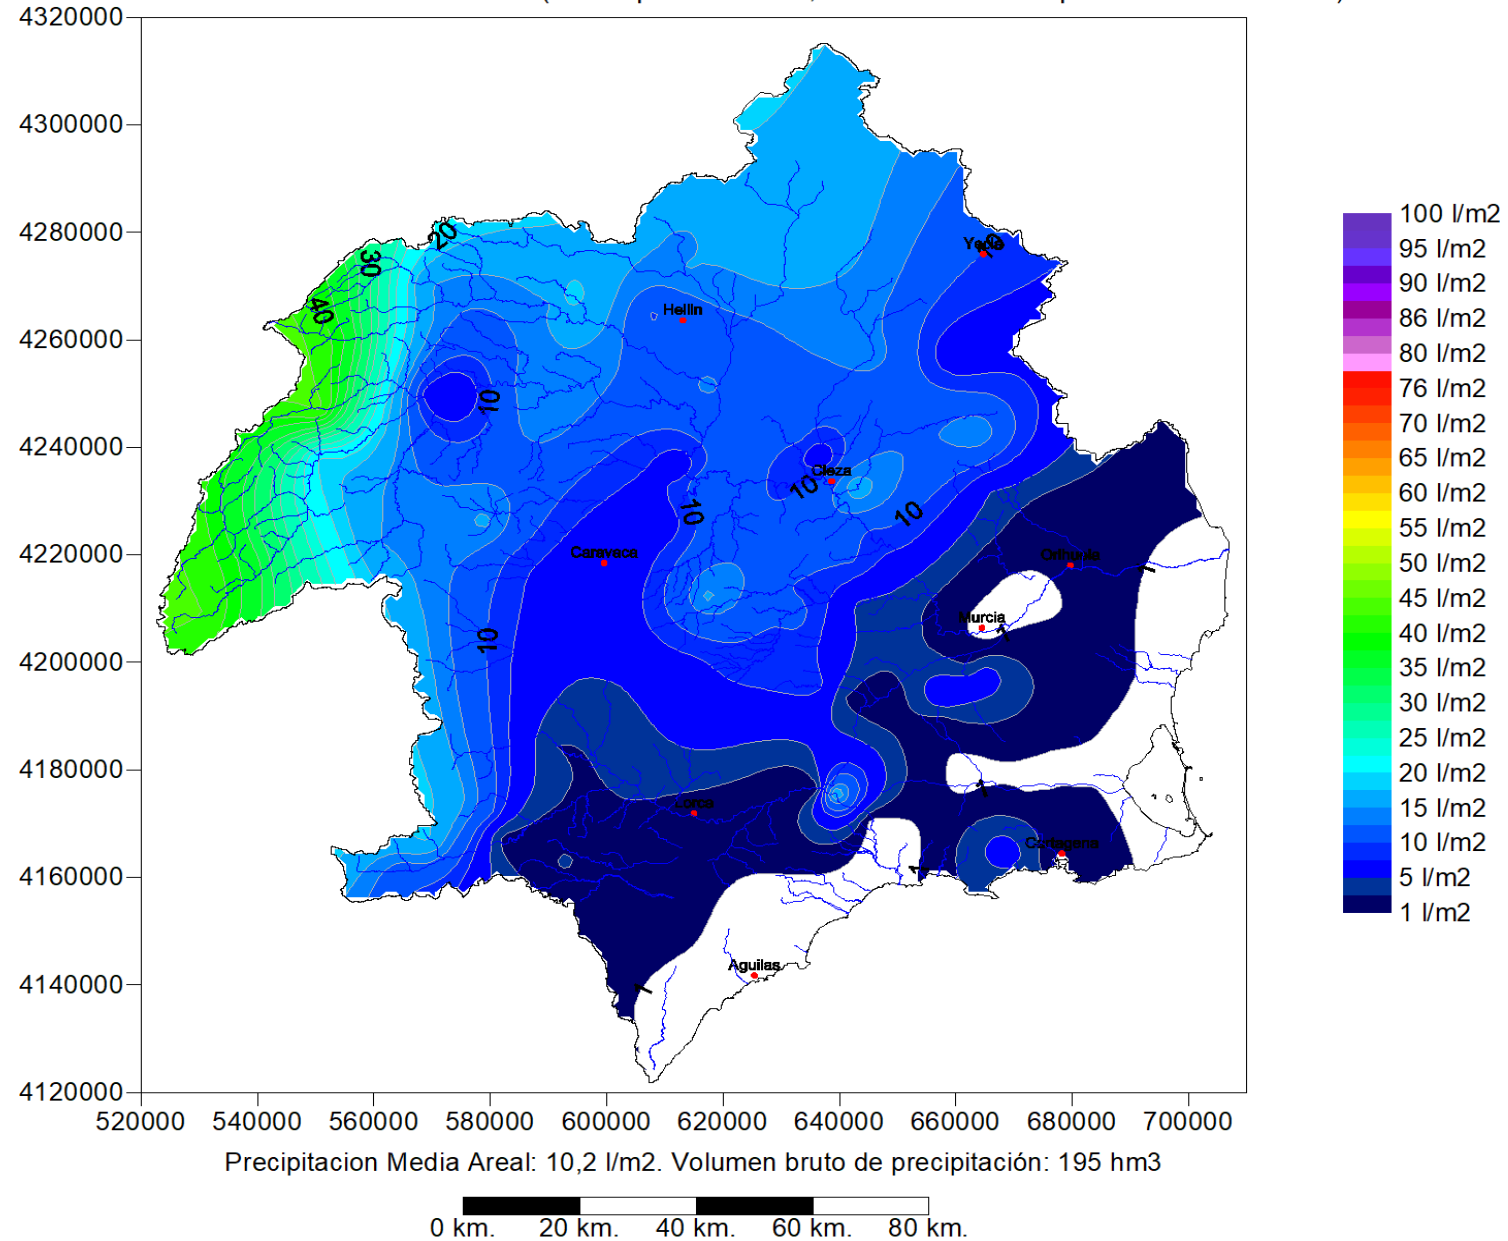 4320000
4300000
4280000
4260000
4240000
4220000
4200000
4180000
4160000
4140000
4120000
520000 540000 560000 580000 600000 620000 640000 660000 680000 700000
20
30
40
10
Yecla
10
Hellin
10
Cieza
10
10
10
Caravaca
Orihuela
1
Murcia
1
10
1
Lorca
Cartagena
1
Aguilas
1
100 l/m2
95 l/m2
90 l/m2
86 l/m2
80 l/m2
76 l/m2
70 l/m2
65 l/m2
60 l/m2
55 l/m2
50 l/m2
45 l/m2
40 l/m2
35 l/m2
30 l/m2
25 l/m2
20 l/m2
15 l/m2
10 l/m2
5 l/m2
1 l/m2
Precipitacion Media Areal: 10,2 l/m2. Volumen bruto de precipitación: 195 hm3
0 km. 20 km. 40 km. 60 km. 80 km.